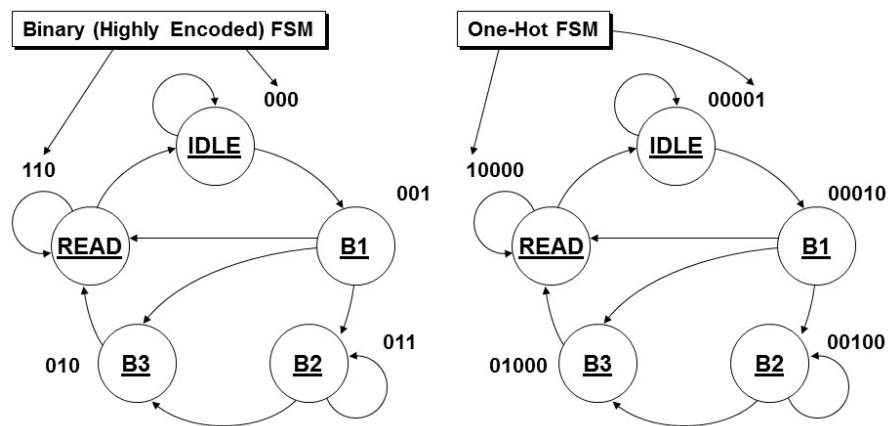 Binary (Highly Encoded) FSM
000
IDLE
110
001
READ
B1
011
010
B3
B2
One-Hot FSM
00001
IDLE
10000
00010
READ
B1
00100
01000
B3
B2